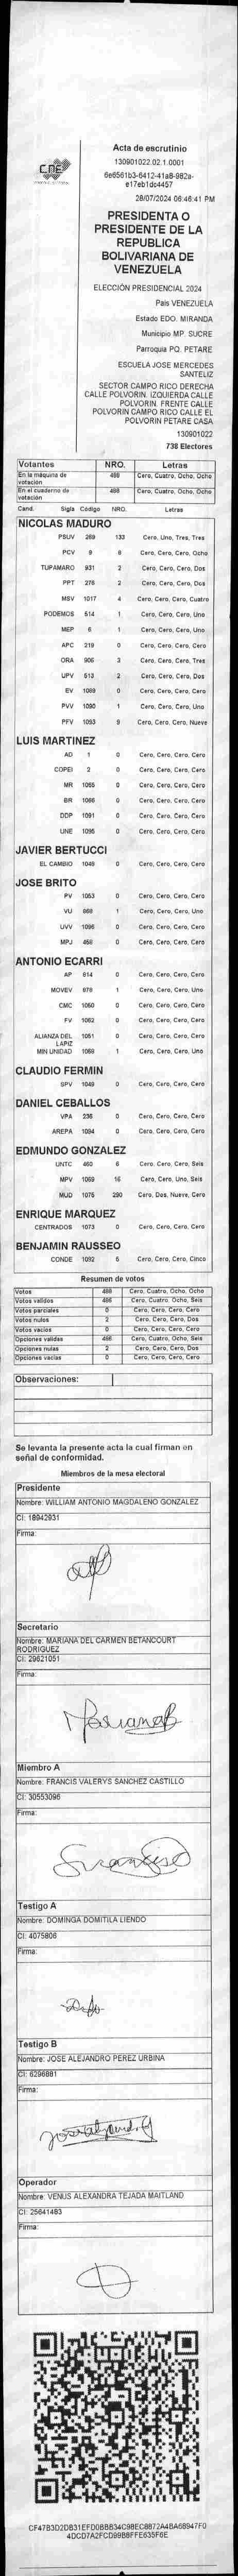 CNE
Acta de escrutinio
130901022.02.1.0001
6e6561b3-6412-41a8-982a-
e17eb1dc4457
28/07/2024 06:46:41 PM
PRESIDENTA O
PRESIDENTE DE LA
REPUBLICA
BOLIVARIANA DE
VENEZUELA
ELECCIÓN PRESIDENCIAL 2024
Pais VENEZUELA
Estado EDO. MIRANDA
Municipio MP. SUCRE
Parroquia PQ. PETARE
ESCUELA JOSE MERCEDES
SANTELIZ
SECTOR CAMPO RICO DERECHA
CALLE POLVORIN. IZQUIERDA CALLE
POLVORIN. FRENTE CALLE
POLVORIN CAMPO RICO CALLE EL
POLVORIN PETARE CASA
130901022
738 Electores
Votantes NRO. Letras
En la máquina de votación 488 Cero, Cuatro, Ocho, Ocho
En el cuaderno de votación 488 Cero, Cuatro, Ocho, Ocho
Cand. Sigla Código NRO. Letras
NICOLAS MADURO
PSUV 269 133 Cero, Uno, Tres, Tres
PCV 9 8 Cero, Cero, Cero, Ocho
TUPAMARO 931 2 Cero, Cero, Cero, Dos
PPT 276 2 Cero, Cero, Cero, Dos
MSV 1017 4 Cero, Cero, Cero, Cuatro
PODEMOS 514 1 Cero, Cero, Cero, Uno
MEP 6 1 Cero, Cero, Cero, Uno
APC 219 0 Cero, Cero, Cero, Cero
ORA 906 3 Cero, Cero, Cero, Tres
UPV 513 2 Cero, Cero, Cero, Dos
EV 1089 0 Cero, Cero, Cero, Cero
PVV 1090 1 Cero, Cero, Cero, Uno
PFV 1093 9 Cero, Cero, Cero, Nueve
LUIS MARTINEZ
AD 1 0 Cero, Cero, Cero, Cero
COPEI 2 0 Cero, Cero, Cero, Cero
MR 1065 0 Cero, Cero, Cero, Cero
BR 1066 0 Cero, Cero, Cero, Cero
DDP 1091 0 Cero, Cero, Cero, Cero
UNE 1095 0 Cero, Cero, Cero, Cero
JAVIER BERTUCCI
EL CAMBIO 1048 0 Cero, Cero, Cero, Cero
JOSE BRITO
PV 1053 0 Cero, Cero, Cero, Cero
VU 868 1 Cero, Cero, Cero, Uno
UVV 1096 0 Cero, Cero, Cero, Cero
MPJ 458 0 Cero, Cero, Cero, Cero
ANTONIO ECARRI
AP 814 0 Cero, Cero, Cero, Cero
MOVEV 979 1 Cero, Cero, Cero, Uno
CMC 1050 0 Cero, Cero, Cero, Cero
FV 1062 0 Cero, Cero, Cero, Cero
ALIANZA DEL LAPIZ 1051 0 Cero, Cero, Cero, Cero
MIN UNIDAD 1069 1 Cero, Cero, Cero, Uno
CLAUDIO FERMIN
SPV 1049 0 Cero, Cero, Cero, Cero
DANIEL CEBALLOS
VPA 236 0 Cero, Cero, Cero, Cero
AREPA 1094 0 Cero, Cero, Cero, Cero
EDMUNDO GONZALEZ
UNTC 460 6 Cero, Cero, Cero, Seis
MPV 1069 16 Cero, Cero, Uno, Seis
MUD 1075 290 Cero, Dos, Nueve, Cero
ENRIQUE MARQUEZ
CENTRADOS 1073 0 Cero, Cero, Cero, Cero
BENJAMIN RAUSSEO
CONDE 1092 Cero, Cero, Cero, Cinco
Resumen de votos
Votos 488 Cero, Cuatro, Ocho, Ocho
Votos validos 486 Cero, Cuatro, Ocho, Seis
Votos parciales 0 Cero, Cero, Cero, Cero
Votos nulos 2 Cero, Cero, Cero, Dos
Votos vacios 0 Cero, Cero, Cero, Cero
Opciones validas 486 Cero, Cuatro, Ocho, Seis
Opciones nulas 2 Cero, Cero, Cero, Dos
Opciones vacias 0 Cero, Cero, Cero, Cero
Observaciones:
Se levanta la presente acta la cual firman en
señal de conformidad.
Miembros de la mesa electoral
Presidente
Nombre: WILLIAM ANTONIO MAGDALENO GONZALEZ
CI: 18942931
Firma:
Secretario
Nombre: MARIANA DEL CARMEN BETANCOURT
RODRIGUEZ
CI: 29621051
Firma:
MarianaB
Miembro A
Nombre: FRANCIS VALERYS SANCHEZ CASTILLO
CI: 30553096
Firma:
Testigo A
Nombre: DOMINGA DOMITILA LIENDO
CI: 4075806
Firma:
Testigo B
Nombre: JOSE ALEJANDRO PEREZ URBINA
CI: 6296881
Firma:
Operador
Nombre: VENUS ALEXANDRA TEJADA MAITLAND
CI: 25641483
Firma:
CF47B3D2DB31EFD0BBB34C9BEC8872A4BA68947F0
4DCD7A2FCD99B8FFE635F6E